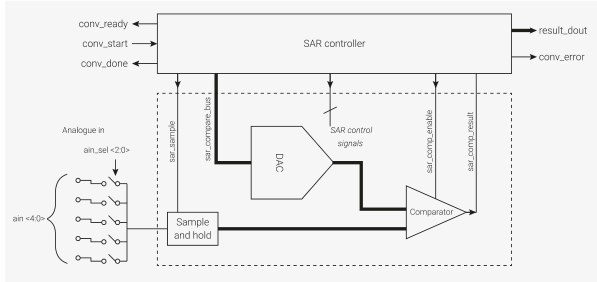 conv_ready
conv_start
conv_done
SAR controller
result_dout
conv_error
sar_sample
sar_compare_bus
SAR control
signals
sar_comp_enable
sar_comp_result
Analogue in
ain_sel <2:0>
DAC
ain <4:0>
Sample
and hold
Comparator